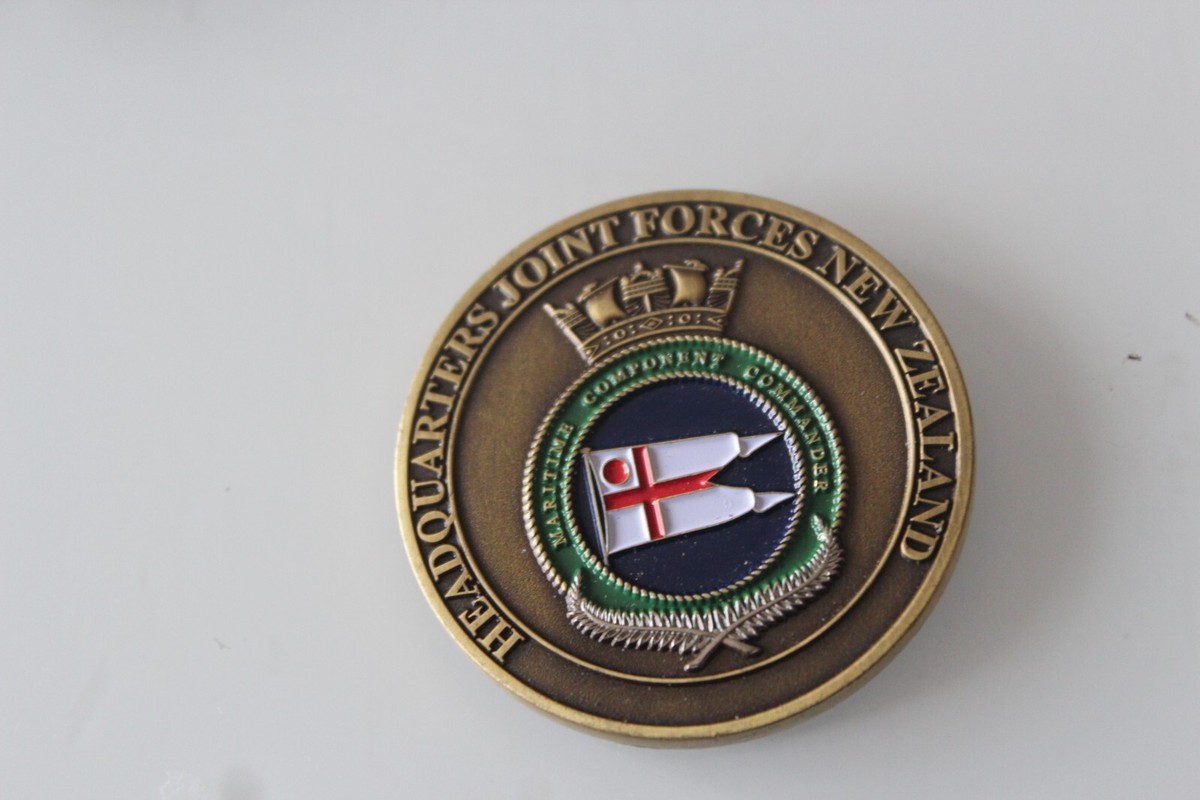 HEADQUARTERS JOINT FORCES NEW ZEALAND
MARITIME COMPONENT COMMANDER